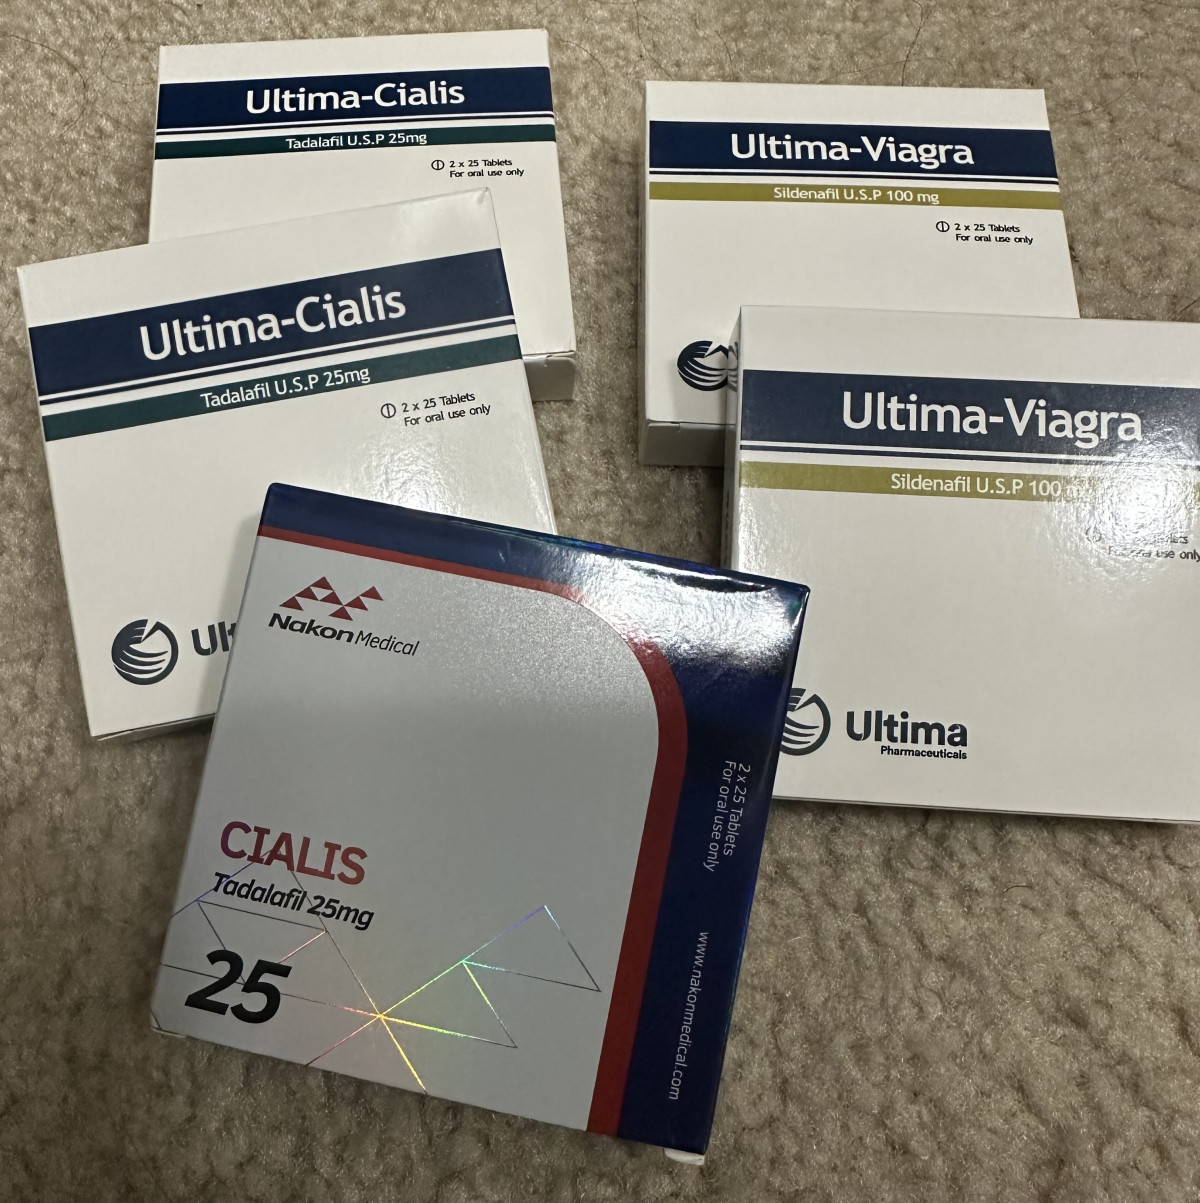 Ultima-Cialis
Tadalafil U.S.P 25mg
2 x 25 Tablets
For oral use only
Ultima-Viagra
Sildenafil U.S.P 100 mg
2 x 25 Tablets
For oral use only
Ultima-Cialis
Tadalafil U.S.P 25mg
2 x 25 Tablets
For oral use only
Ultima-Viagra
Sildenafil U.S.P 100
use only
Ultima
Pharmaceuticals
Nakon Medical
CIALIS
Tadalafil 25mg
25
2 x 25 Tablets
For oral use only
www.nakonmedical.com